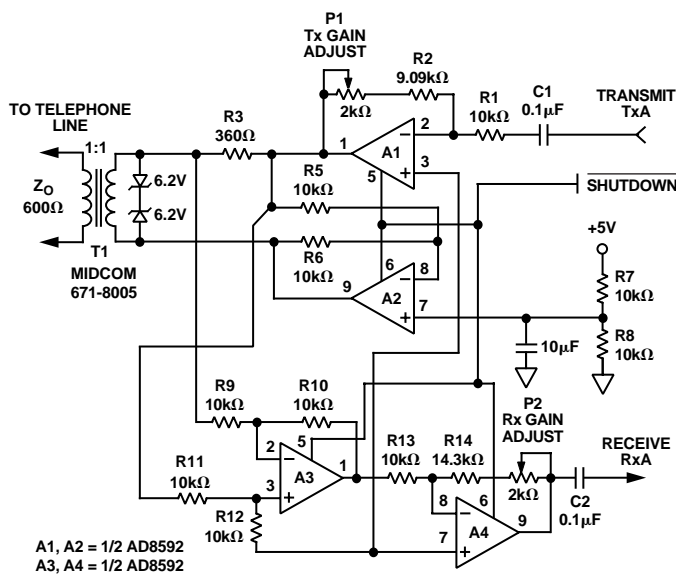 P1
Tx GAIN
ADJUST
2kΩ
R2
9.09kΩ
R1
10kΩ
C1
0.1µF
TRANSMIT
TxA
TO TELEPHONE
LINE
1:1
ZO
600Ω
T1
MIDCOM
671-8005
6.2V
6.2V
R3
360Ω
1
A1
2
3
5
R5
10kΩ
SHUTDOWN
R6
10kΩ
9
A2
6
8
7
+5V
R7
10kΩ
R8
10kΩ
10µF
R9
10kΩ
R10
10kΩ
R11
10kΩ
R12
10kΩ
2
3
5
A3
1
R13
10kΩ
R14
14.3kΩ
P2
Rx GAIN
ADJUST
2kΩ
8
7
6
A4
9
C2
0.1µF
RECEIVE
RxA
A1, A2 = 1/2 AD8592
A3, A4 = 1/2 AD8592